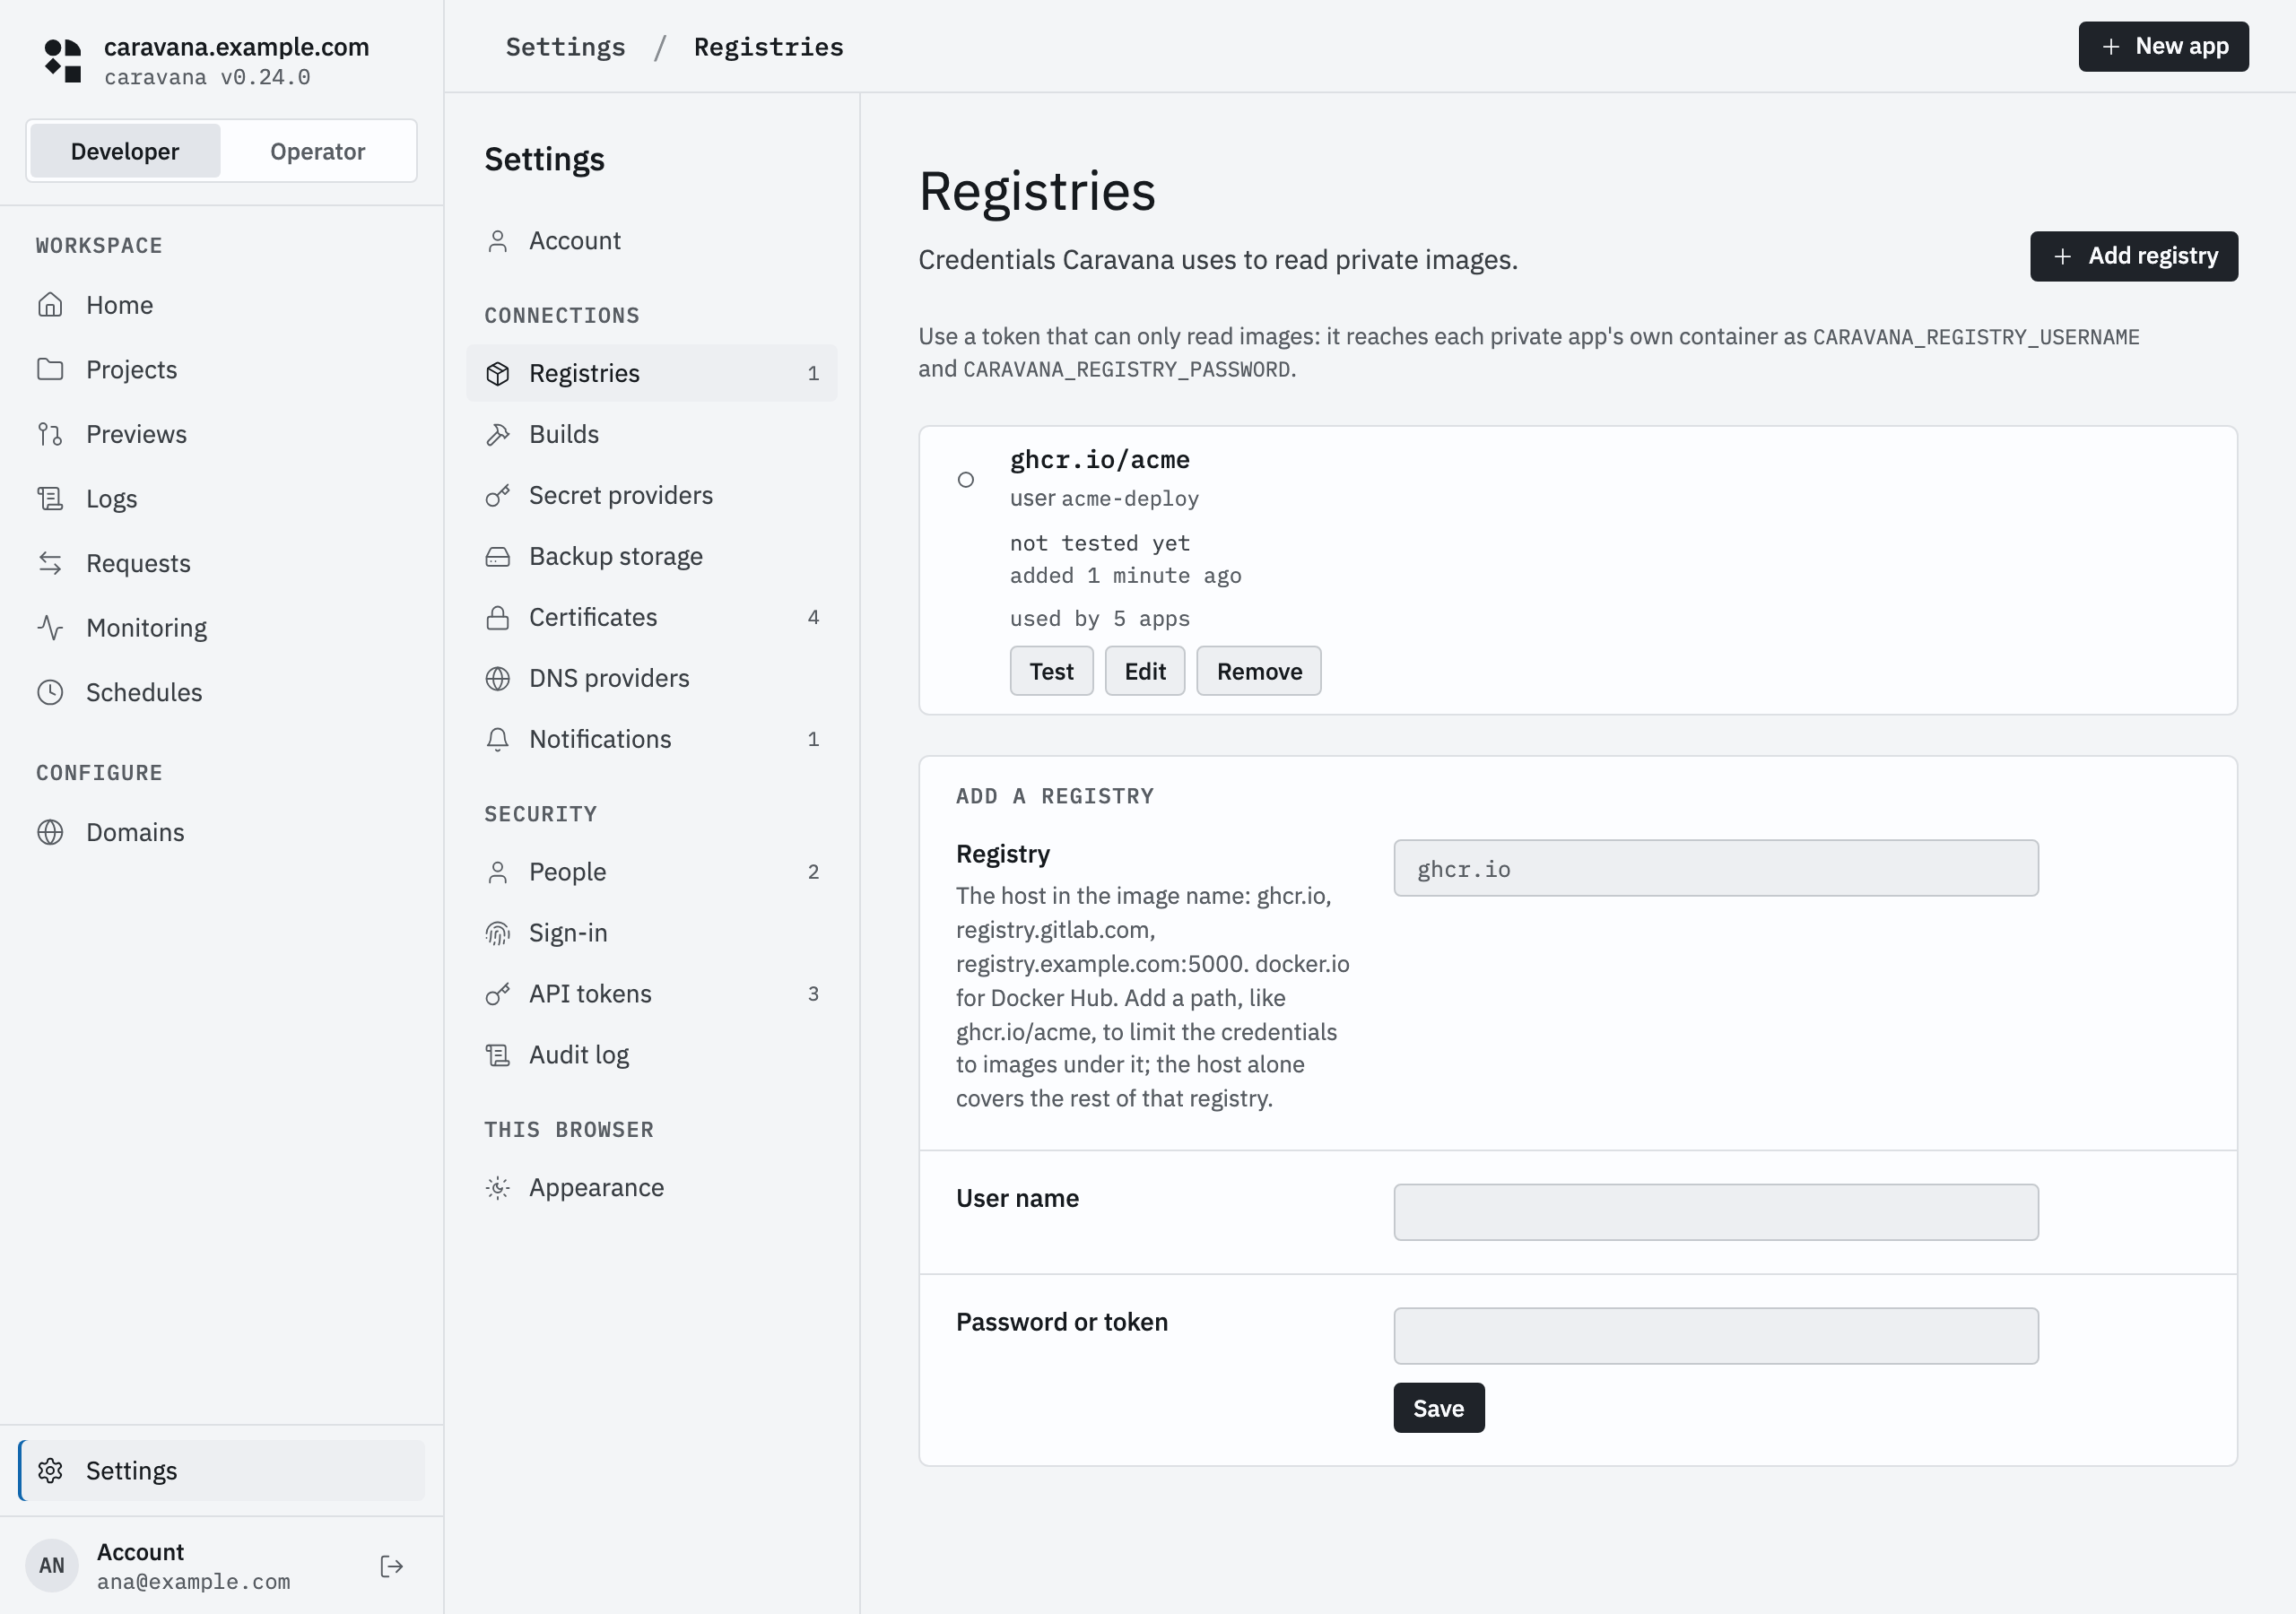 caravana.example.com
caravana v0.24.0
Developer
Operator
WORKSPACE
Home
Projects
Previews
Logs
Requests
Monitoring
Schedules
CONFIGURE
Domains
Settings
AN
Account
ana@example.com
Settings / Registries
New app
Settings
Account
CONNECTIONS
Registries 1
Builds
Secret providers
Backup storage
Certificates 4
DNS providers
Notifications 1
SECURITY
People 2
Sign-in
API tokens 3
Audit log
THIS BROWSER
Appearance
Registries
Credentials Caravana uses to read private images.
Add registry
Use a token that can only read images: it reaches each private app's own container as CARAVANA_REGISTRY_USERNAME
and CARAVANA_REGISTRY_PASSWORD.
ghcr.io/acme
user acme-deploy
not tested yet
added 1 minute ago
used by 5 apps
Test
Edit
Remove
ADD A REGISTRY
Registry
The host in the image name: ghcr.io,
registry.gitlab.com,
registry.example.com:5000. docker.io
for Docker Hub. Add a path, like
ghcr.io/acme, to limit the credentials
to images under it; the host alone
covers the rest of that registry.
ghcr.io
User name
Password or token
Save